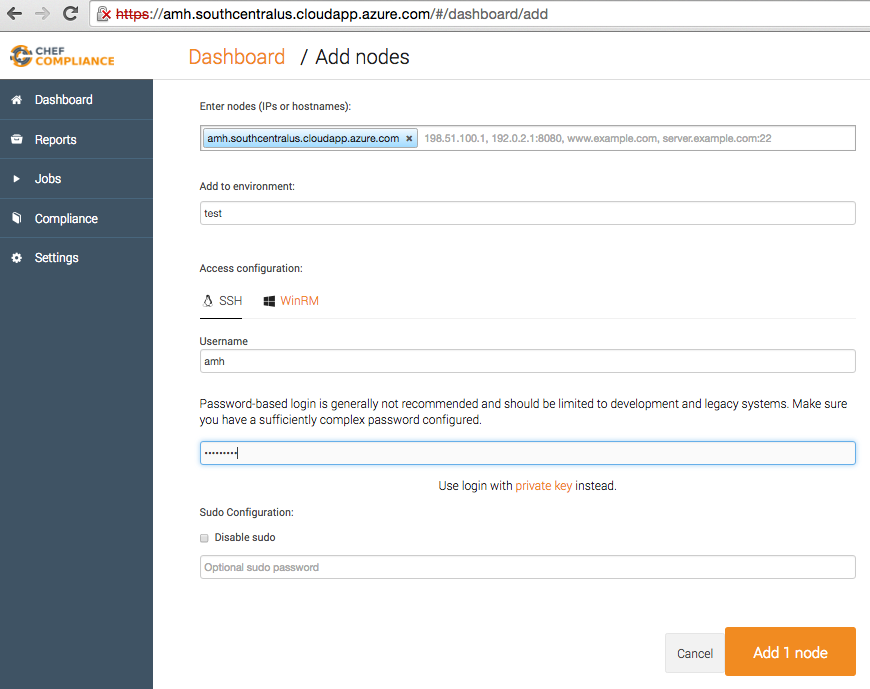 https://amh.southcentralus.cloudapp.azure.com/#/dashboard/add
CHEF
COMPLIANCE
Dashboard / Add nodes
Dashboard
Reports
Jobs
Compliance
Settings
Enter nodes (IPs or hostnames):
amh.southcentralus.cloudapp.azure.com × 198.51.100.1, 192.0.2.1:8080, www.example.com, server.example.com:22
Add to environment:
test
Access configuration:
SSH WinRM
Username
amh
Password-based login is generally not recommended and should be limited to development and legacy systems. Make sure
you have a sufficiently complex password configured.
•••••••••
Use login with private key instead.
Sudo Configuration:
Disable sudo
Optional sudo password
Cancel Add 1 node